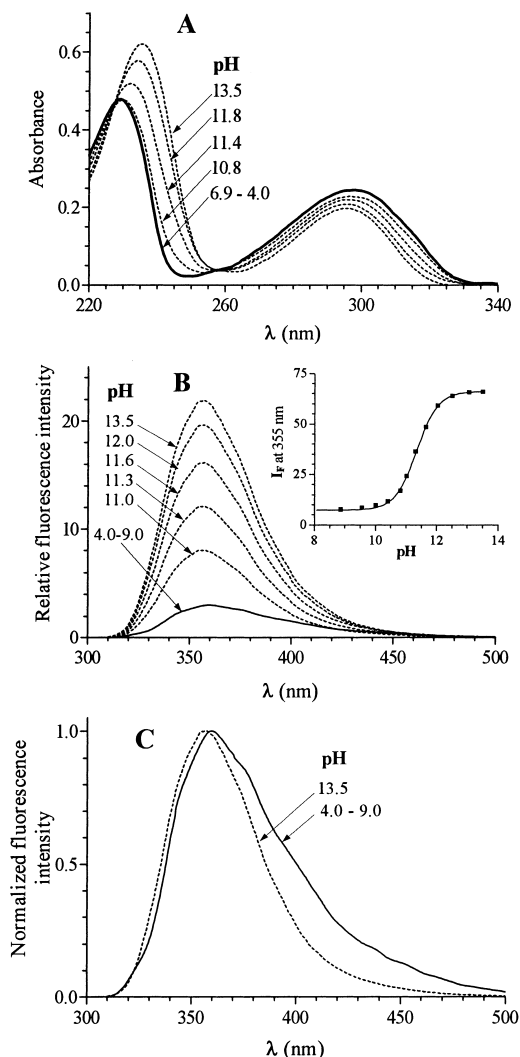 A
pH
13.5
11.8
11.4
10.8
6.9 - 4.0
Absorbance
0.6
0.4
0.2
0.0
220
260
300
340
λ (nm)
B
pH
13.5
12.0
11.6
11.3
11.0
4.0-9.0
Relative fluorescence intensity
20
10
0
300
350
400
450
500
λ (nm)
I_F at 355 nm
75
50
25
0
8
10
12
14
pH
C
pH
13.5
4.0 - 9.0
Normalized fluorescence
intensity
1.0
0.5
0.0
300
350
400
450
500
λ (nm)